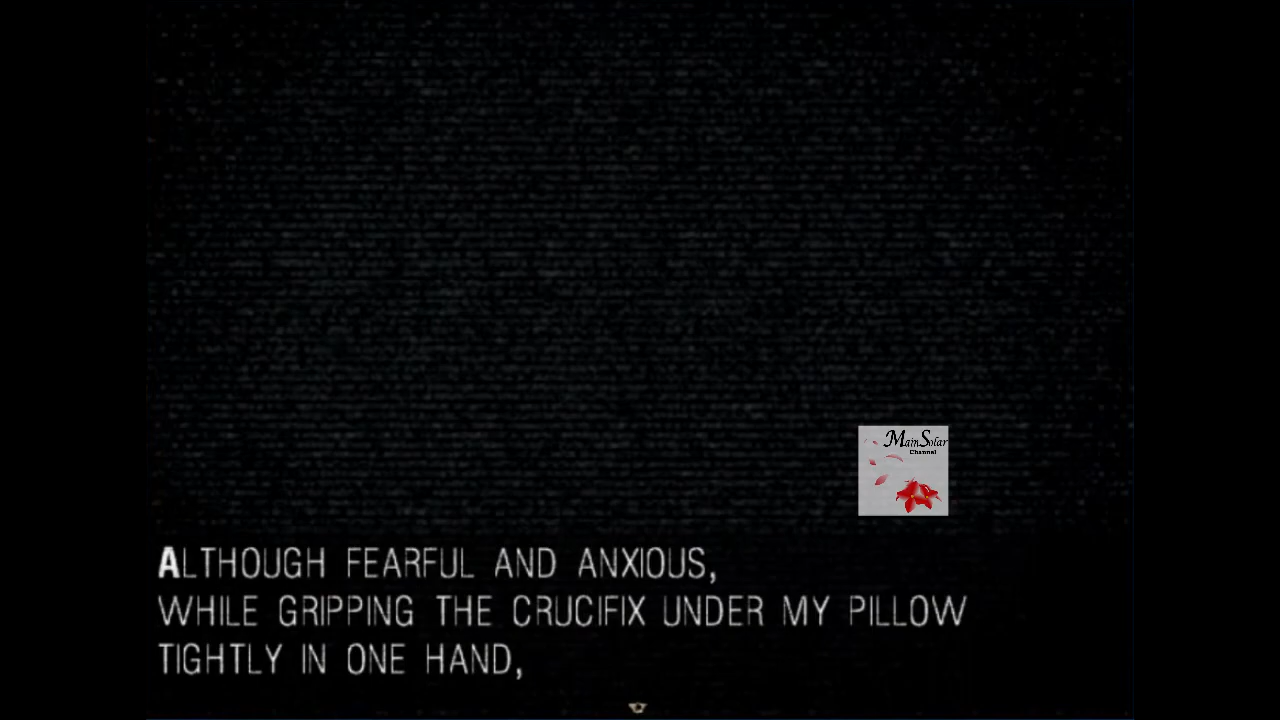 MainSolar
Channel
ALTHOUGH FEARFUL AND ANXIOUS,
WHILE GRIPPING THE CRUCIFIX UNDER MY PILLOW
TIGHTLY IN ONE HAND,